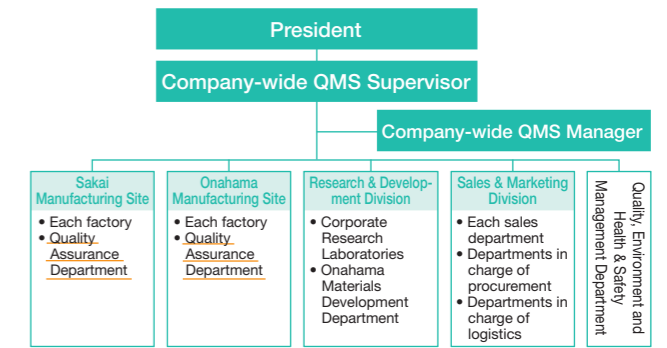 President
Company-wide QMS Supervisor
Company-wide QMS Manager
Sakai
Manufacturing Site
• Each factory
• Quality
Assurance
Department
Onahama
Manufacturing Site
• Each factory
• Quality
Assurance
Department
Research & Develop-
ment Division
• Corporate
Research
Laboratories
• Onahama
Materials
Development
Department
Sales & Marketing
Division
• Each sales
department
• Departments in
charge of
procurement
• Departments in
charge of
logistics
Quality, Environment and
Health & Safety
Management Department